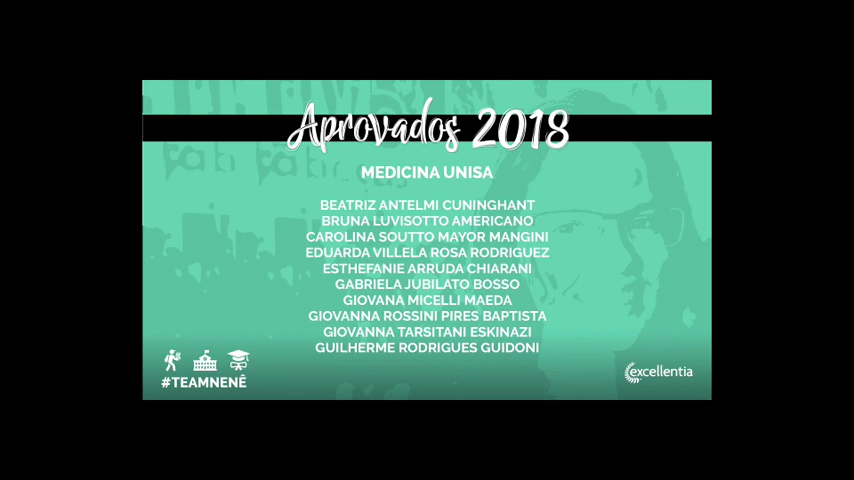 Aprovados 2018
MEDICINA UNISA
BEATRIZ ANTELMI CUNINGHANT
BRUNA LUVISOTTO AMERICANO
CAROLINA SOUTTO MAYOR MANGINI
EDUARDA VILLELA ROSA RODRIGUEZ
ESTHEFANIE ARRUDA CHIARANI
GABRIELA JUBILATO BOSSO
GIOVANA MICELLI MAEDA
GIOVANNA ROSSINI PIRES BAPTISTA
GIOVANNA TARSITANI ESKINAZI
GUILHERME RODRIGUES GUIDONI
#TEAMNENÊ
excellentia